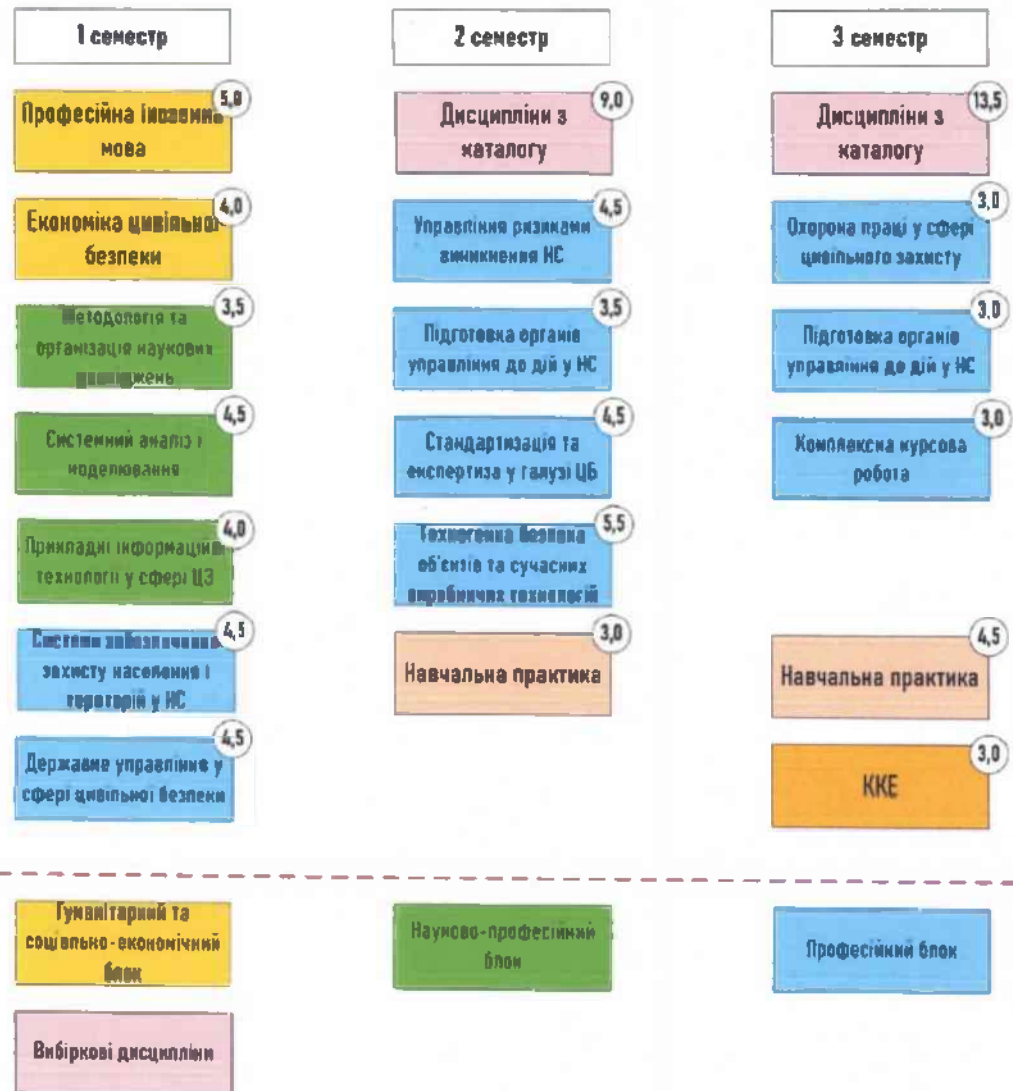 1 семестр
5,0
Професійна іноземна
мова
4,0
Економіка цивільної
безпеки
3,5
Методологія та
організація наукових
досліджень
4,5
Системний аналіз і
моделювання
4,0
Прикладні інформаційні
технології у сфері ЦЗ
4,5
Системи забезпечення
захисту населення і
територій у НС
4,5
Державне управління у
сфері цивільної безпеки
2 семестр
9,0
Дисципліни з
каталогу
4,5
Управління ризиками
виникнення НС
3,5
Підготовка органів
управління до дій у НС
4,5
Стандартизація та
експертиза у галузі ЦБ
5,5
Техногенна безпека
об'єктів та сучасних
виробничих технологій
3,0
Навчальна практика
3 семестр
13,5
Дисципліни з
каталогу
3,0
Охорона праці у сфері
цивільного захисту
3,0
Підготовка органів
управління до дій у НС
3,0
Комплексна курсова
робота
4,5
Навчальна практика
3,0
ККЕ
Гуманітарний та
соціально-економічний
блок
Науково-професійний
блок
Професійний блок
Вибіркові дисципліни